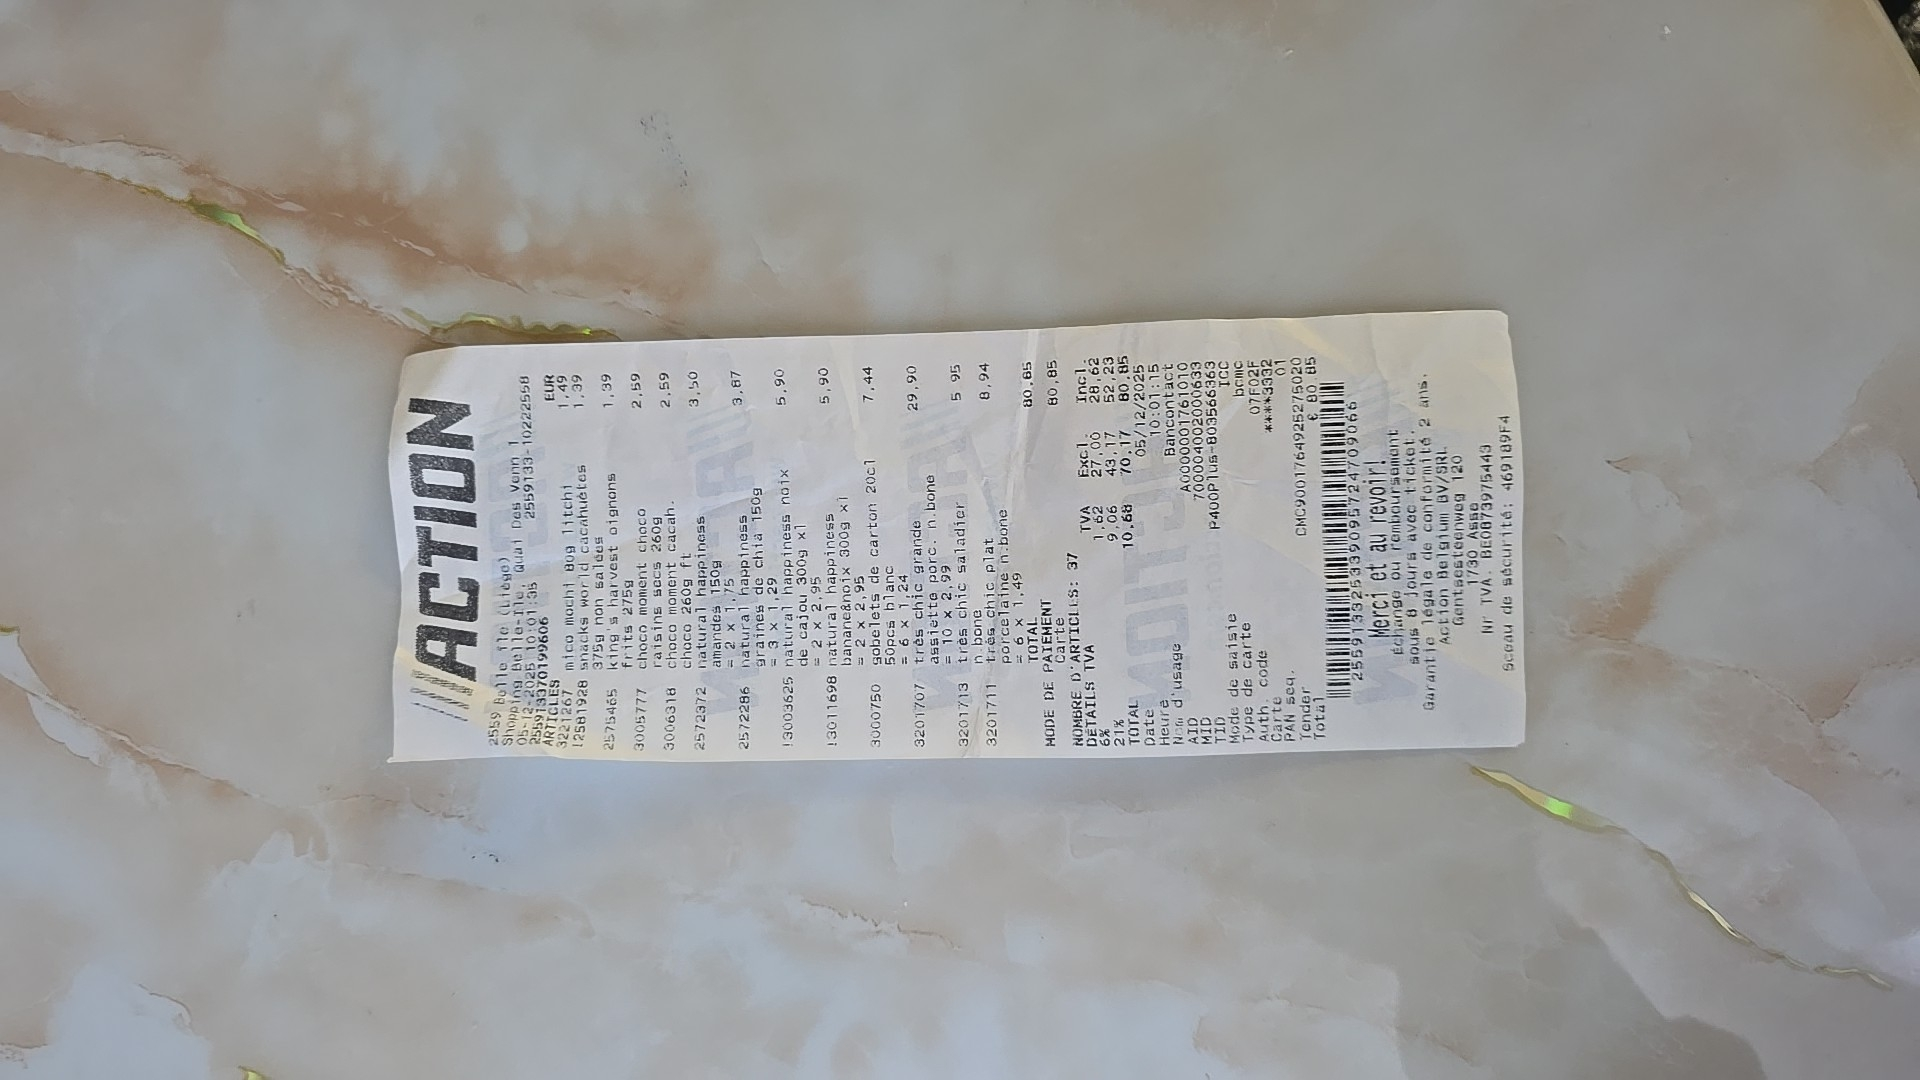 ACTION
2559 Belle île (Liège)
Shopping Belle-Ile, Quai Des Venn 1
05-12-2025 10:01:35 2559133-10222558
255913370199606
ARTICLES EUR
3221267 mico mochi 80g litchi 1,49
!2581928 snacks world cacahuètes 1,39
375g non salées
2575465 king's harvest oignons 1,39
frits 275g
3005777 choco moment choco 2,59
raisins secs 260g
3006318 choco moment cacah. 2,59
choco 260g ft
2572372 natural happiness 3,50
amandes 150g
= 2 x 1,75
2572286 natural happiness 3,87
graines de chia 150g
= 3 x 1,29
!3003625 natural happiness noix 5,90
de cajou 300g x1
= 2 x 2,95
!3011698 natural happiness 5,90
banane&noix 300g x1
= 2 x 2,95
3000750 gobelets de carton 20cl 7,44
50pcs blanc
= 6 x 1,24
3201707 très chic grande 29,90
assiette porc. n.bone
= 10 x 2,99
3201713 très chic saladier 5,95
n.bone
3201711 très chic plat 8,94
porcelaine n.bone
= 6 x 1,49
TOTAL 80,85
MODE DE PAIEMENT
Carte 80,85
NOMBRE D'ARTICLES: 37
DÉTAILS TVA TVA Excl. Incl.
6% 1,62 27,00 28,62
21% 9,06 43,17 52,23
TOTAL 10,68 70,17 80,85
Date 05/12/2025
Heure 10:01:15
Nom d'usage Bancontact
AID A0000001761010
MID 700004002000633
TID P400Plus-803566363
Mode de saisie ICC
Type de carte bcmc
Auth. code 07F02F
Carte ****3332
PAN seq. 01
Tender CMC9001764925275020
Total € 80,85
255913325339095724709066
Merci et au revoir!
Échange ou remboursement
sous 8 jours avec ticket.
Garantie légale de conformité 2 ans.
Action Belgium BV/SRL
Gentsesteenweg 120
1730 Asse
Nr TVA. BE0873975443
Sceau de sécurité: 469189F4